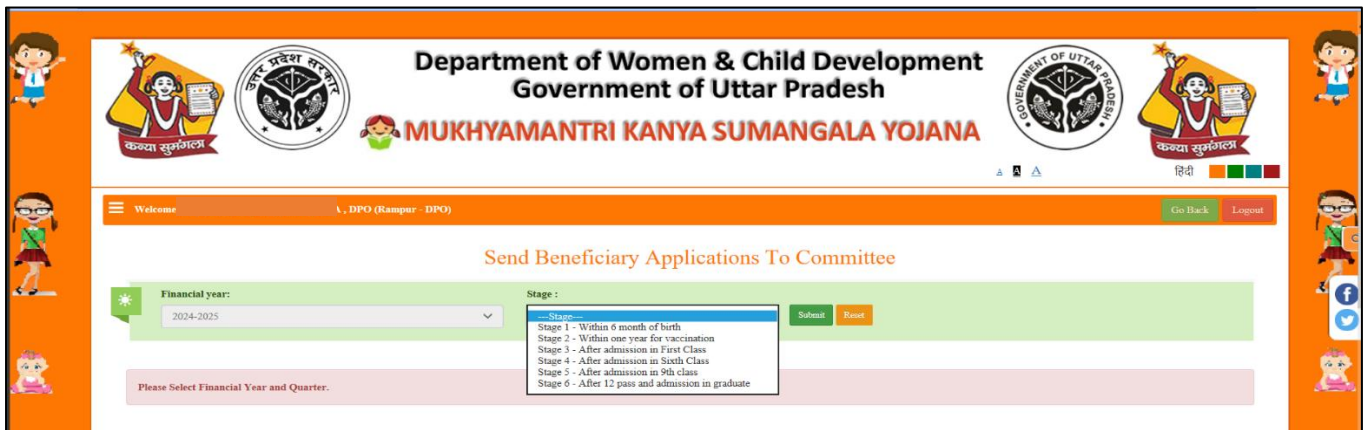 Department of Women & Child Development
Government of Uttar Pradesh
MUKHYAMANTRI KANYA SUMANGALA YOJANA
उत्तर प्रदेश सरकार
GOVERNMENT OF UTTAR PRADESH
कन्या सुमंगला
कन्या सुमंगला
A A A
हिंदी
Welcome A , DPO (Rampur - DPO)
Go Back Logout
Send Beneficiary Applications To Committee
Financial year: Stage :
2024-2025
---Stage---
Submit Reset
Stage 1 - Within 6 month of birth
Stage 2 - Within one year for vaccination
Stage 3 - After admission in First Class
Stage 4 - After admission in Sixth Class
Stage 5 - After admission in 9th class
Stage 6 - After 12 pass and admission in graduate
Please Select Financial Year and Quarter.